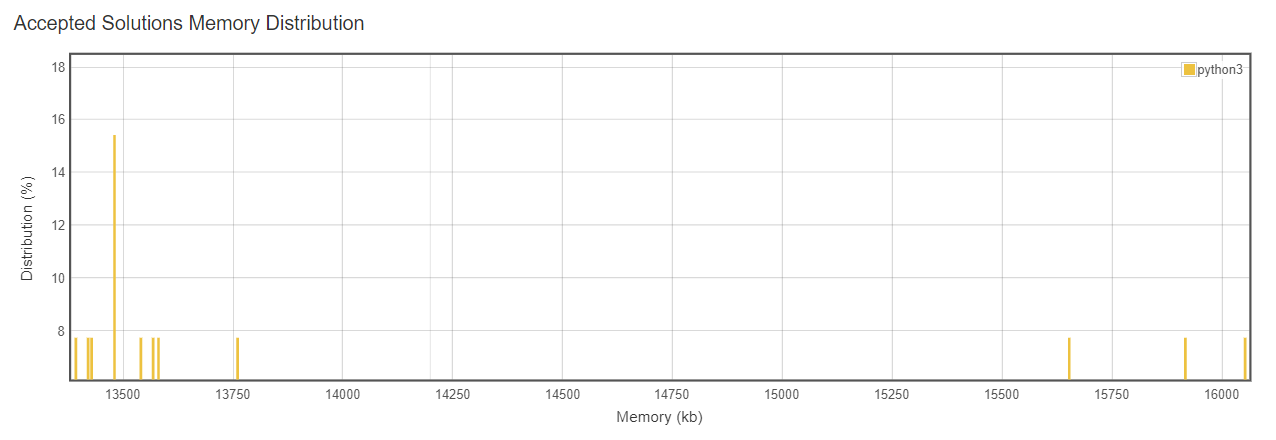 Accepted Solutions Memory Distribution
python3
18
16
14
12
10
8
Distribution (%)
13500 13750 14000 14250 14500 14750 15000 15250 15500 15750 16000
Memory (kb)